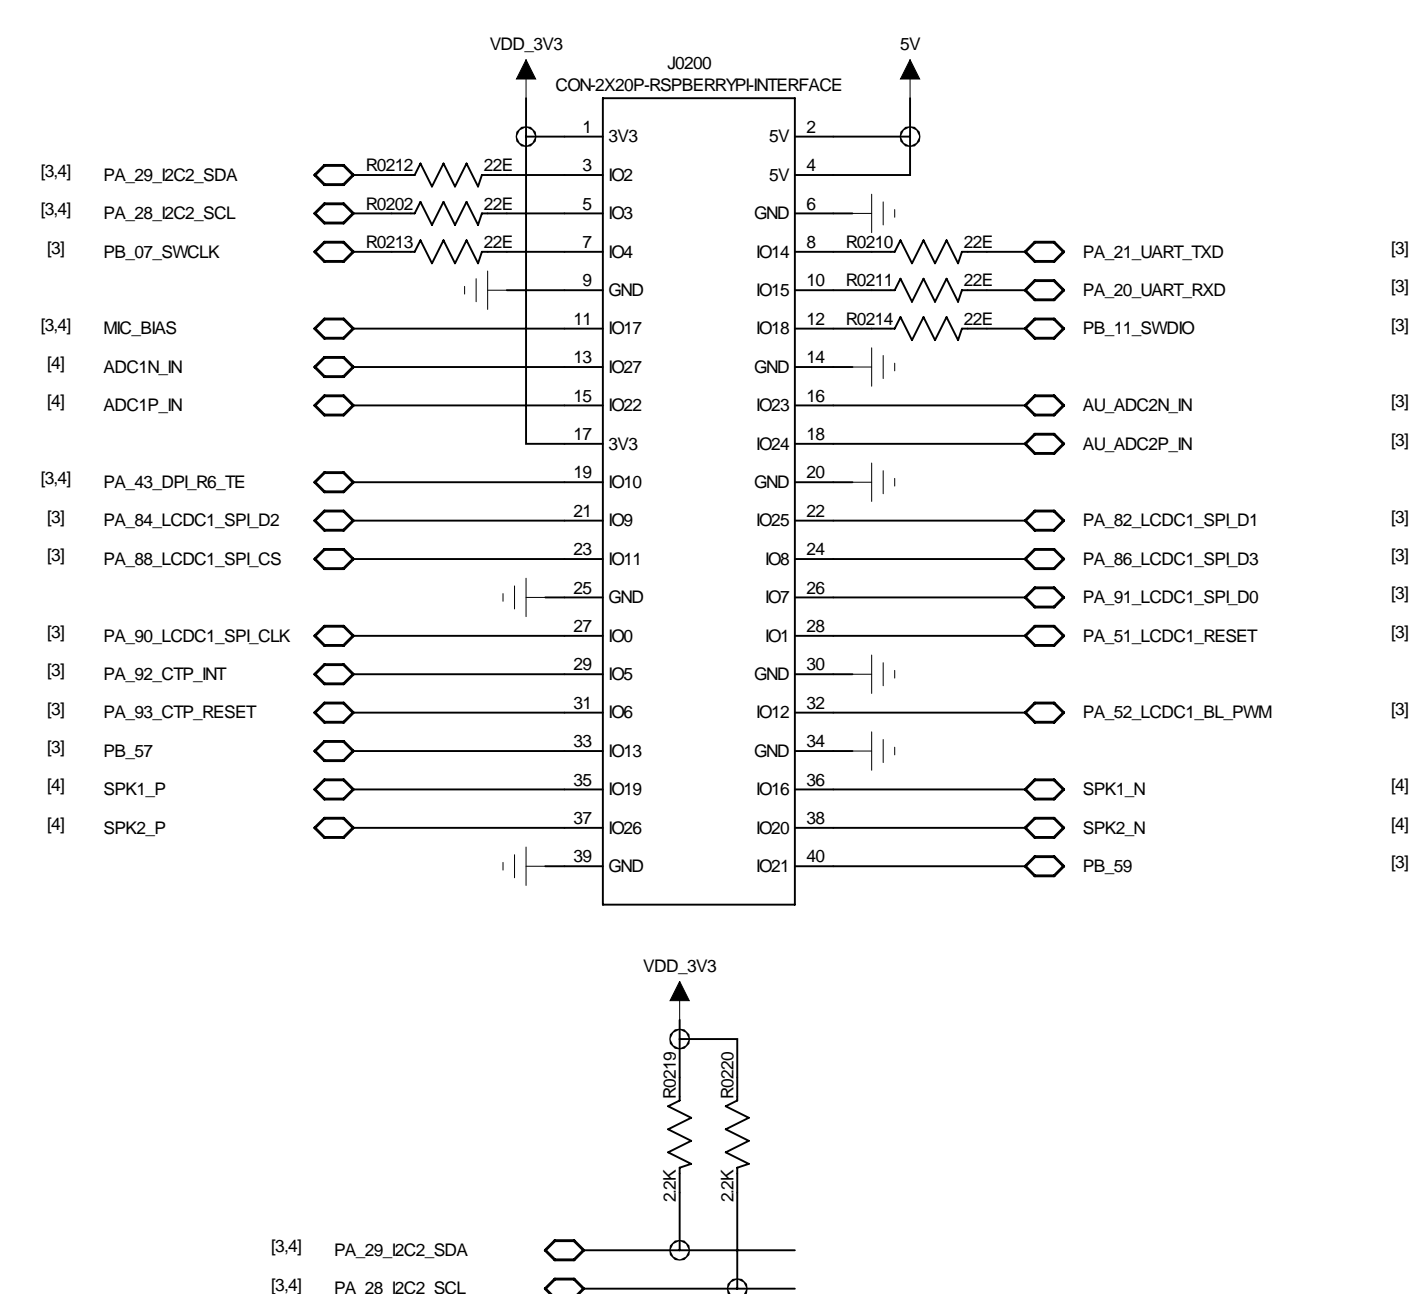 VDD_3V3 5V
J0200
CON-2X20P-RSPBERRYPI-INTERFACE
1 3V3 5V 2
[3,4] PA_29_I2C2_SDA R0212 22E 3 IO2 5V 4
[3,4] PA_28_I2C2_SCL R0202 22E 5 IO3 GND 6
[3] PB_07_SWCLK R0213 22E 7 IO4 IO14 8 R0210 22E PA_21_UART_TXD [3]
9 GND IO15 10 R0211 22E PA_20_UART_RXD [3]
[3,4] MIC_BIAS 11 IO17 IO18 12 R0214 22E PB_11_SWDIO [3]
[4] ADC1N_IN 13 IO27 GND 14
[4] ADC1P_IN 15 IO22 IO23 16 AU_ADC2N_IN [3]
17 3V3 IO24 18 AU_ADC2P_IN [3]
[3,4] PA_43_DPI_R6_TE 19 IO10 GND 20
[3] PA_84_LCDC1_SPI_D2 21 IO9 IO25 22 PA_82_LCDC1_SPI_D1 [3]
[3] PA_88_LCDC1_SPI_CS 23 IO11 IO8 24 PA_86_LCDC1_SPI_D3 [3]
25 GND IO7 26 PA_91_LCDC1_SPI_D0 [3]
[3] PA_90_LCDC1_SPI_CLK 27 IO0 IO1 28 PA_51_LCDC1_RESET [3]
[3] PA_92_CTP_INT 29 IO5 GND 30
[3] PA_93_CTP_RESET 31 IO6 IO12 32 PA_52_LCDC1_BL_PWM [3]
[3] PB_57 33 IO13 GND 34
[4] SPK1_P 35 IO19 IO16 36 SPK1_N [4]
[4] SPK2_P 37 IO26 IO20 38 SPK2_N [4]
39 GND IO21 40 PB_59 [3]
VDD_3V3
R0219 R0220
2.2K 2.2K
[3,4] PA_29_I2C2_SDA
[3,4] PA_28_I2C2_SCL